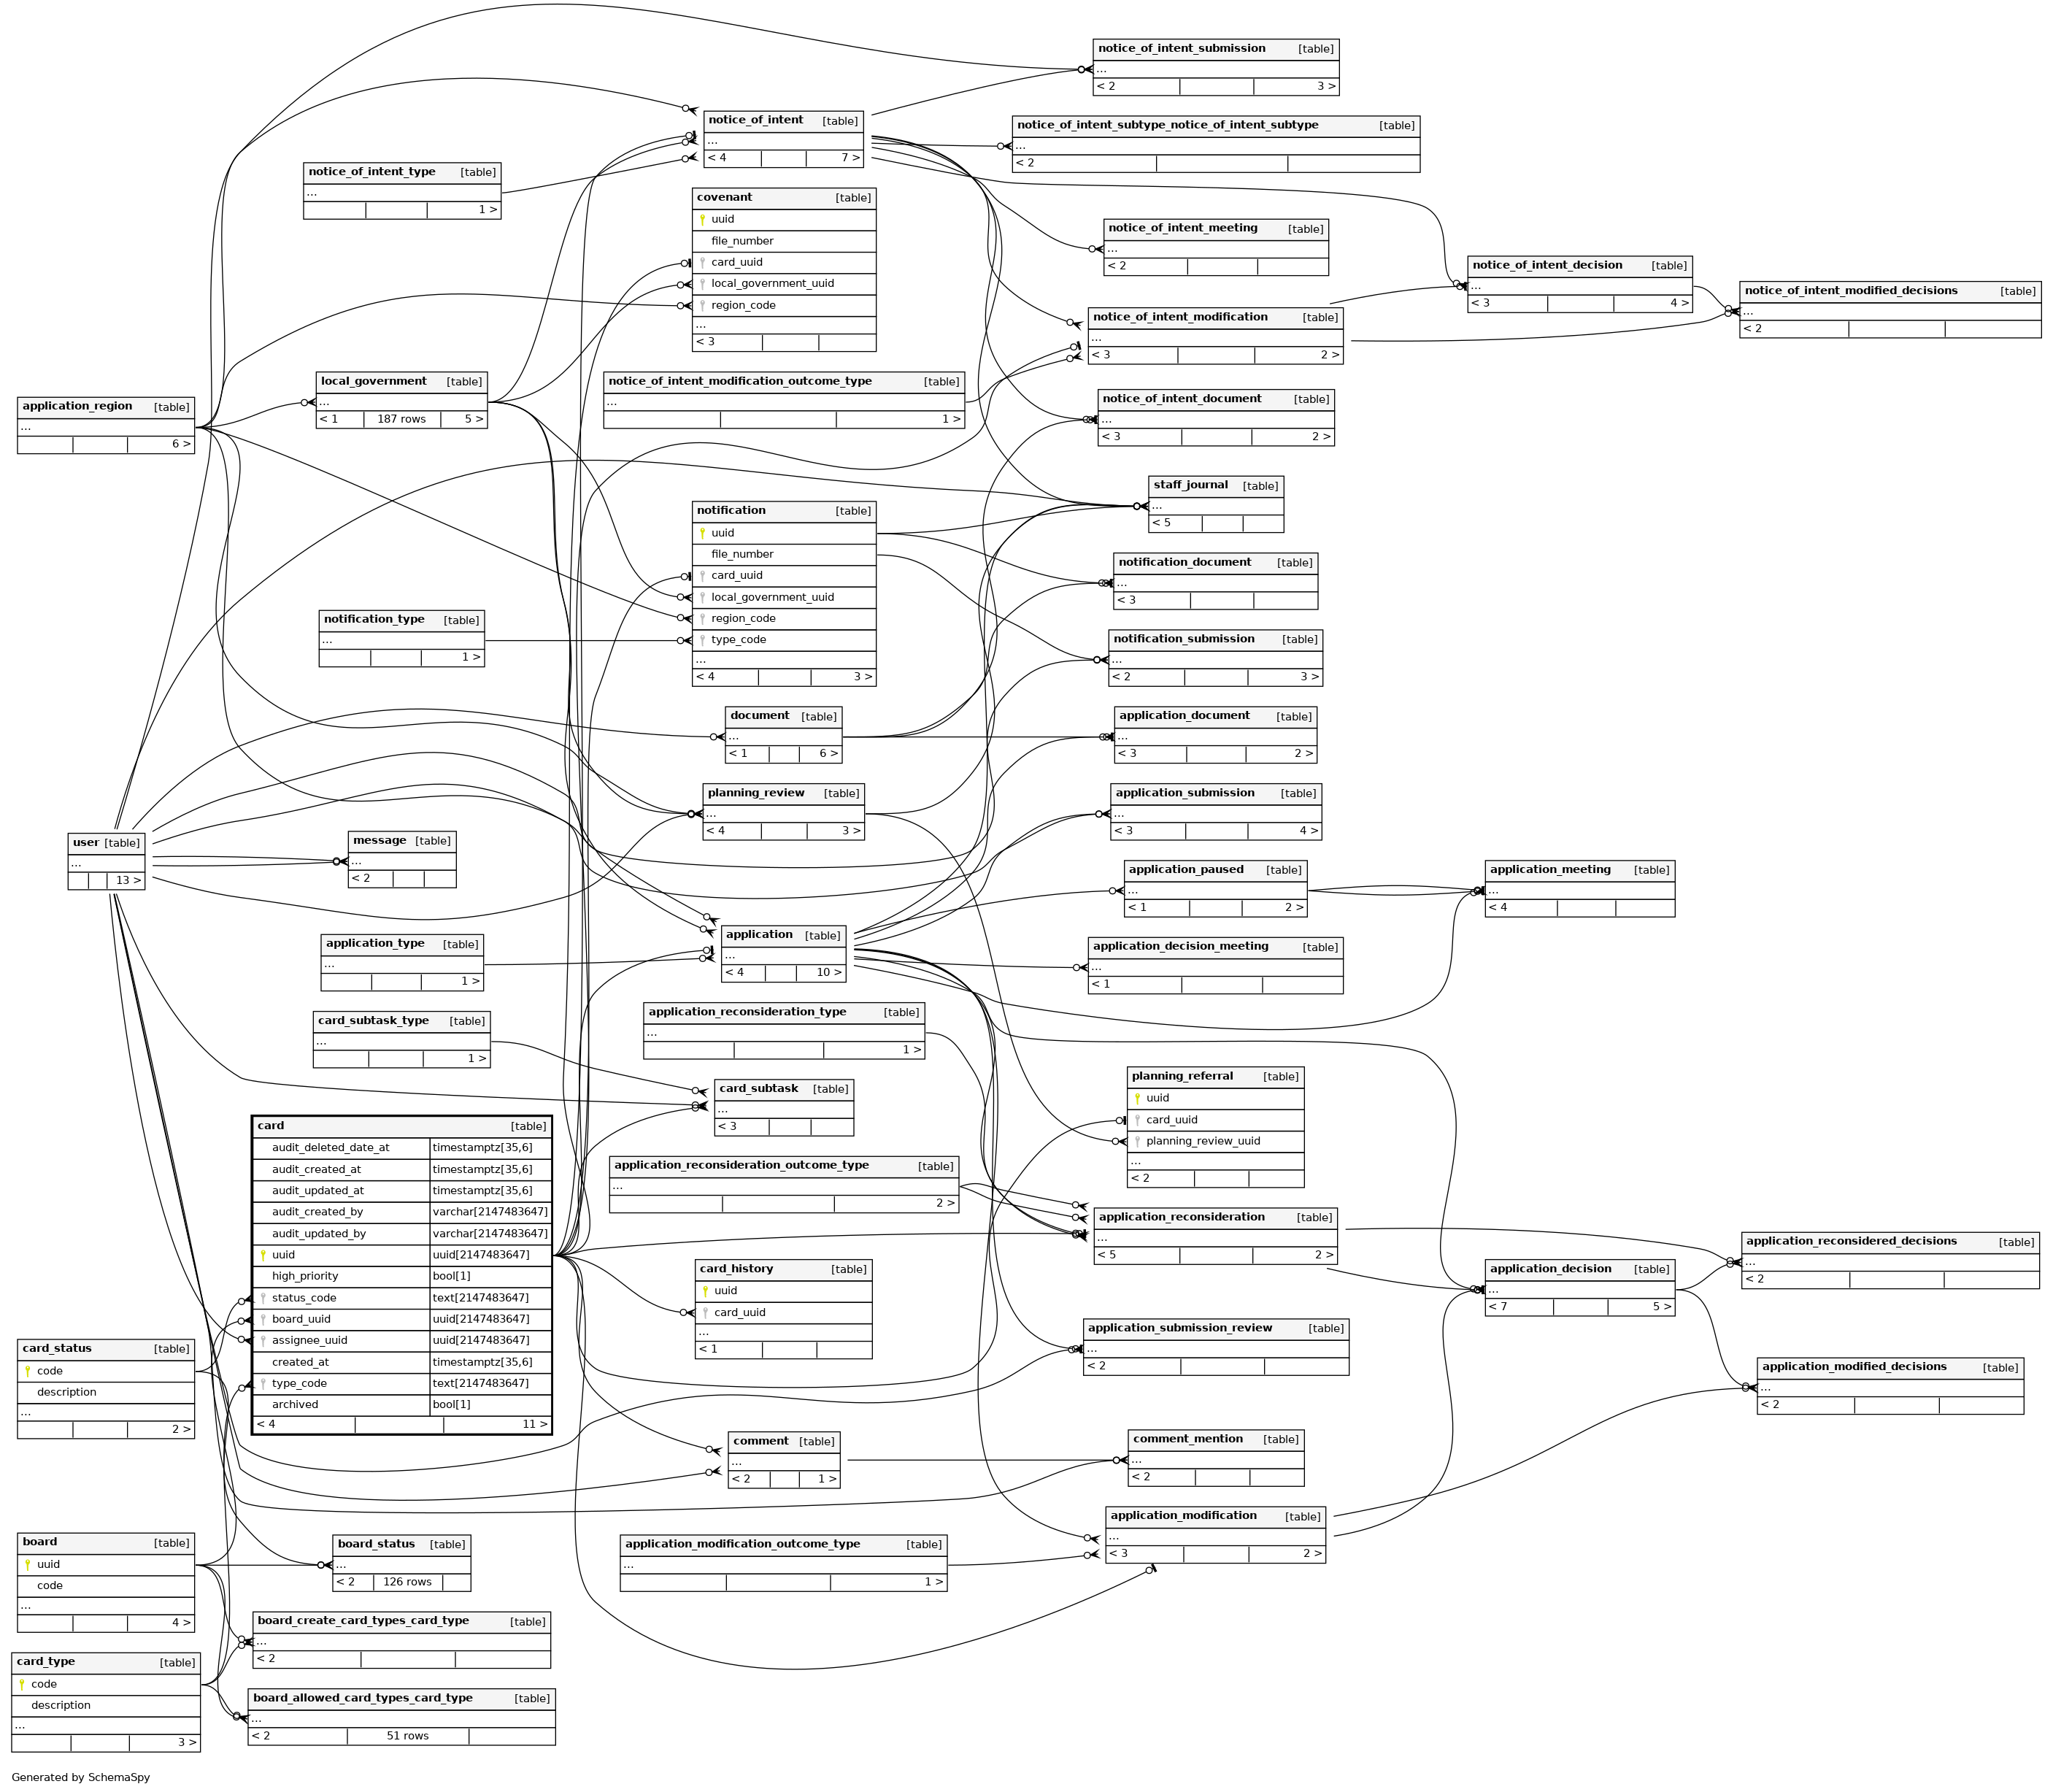 notice_of_intent_submission [table]
...
< 2 3 >
notice_of_intent [table]
...
< 4 7 >
notice_of_intent_subtype_notice_of_intent_subtype [table]
...
< 2
notice_of_intent_type [table]
...
1 >
covenant [table]
uuid
file_number
card_uuid
local_government_uuid
region_code
...
< 3
notice_of_intent_meeting [table]
...
< 2
notice_of_intent_decision [table]
...
< 3 4 >
notice_of_intent_modified_decisions [table]
...
< 2
notice_of_intent_modification [table]
...
< 3 2 >
application_region [table]
...
6 >
local_government [table]
...
< 1 187 rows 5 >
notice_of_intent_modification_outcome_type [table]
...
1 >
notice_of_intent_document [table]
...
< 3 2 >
staff_journal [table]
...
< 5
notification [table]
uuid
file_number
card_uuid
local_government_uuid
region_code
type_code
...
< 4 3 >
notification_document [table]
...
< 3
notification_type [table]
...
1 >
notification_submission [table]
...
< 2 3 >
document [table]
...
< 1 6 >
application_document [table]
...
< 3 2 >
planning_review [table]
...
< 4 3 >
application_submission [table]
...
< 3 4 >
user [table]
...
13 >
message [table]
...
< 2
application_paused [table]
...
< 1 2 >
application_meeting [table]
...
< 4
application_type [table]
...
1 >
application [table]
...
< 4 10 >
application_decision_meeting [table]
...
< 1
card_subtask_type [table]
...
1 >
application_reconsideration_type [table]
...
1 >
card_subtask [table]
...
< 3
planning_referral [table]
uuid
card_uuid
planning_review_uuid
...
< 2
card [table]
audit_deleted_date_at timestamptz[35,6]
audit_created_at timestamptz[35,6]
audit_updated_at timestamptz[35,6]
audit_created_by varchar[2147483647]
audit_updated_by varchar[2147483647]
uuid uuid[2147483647]
high_priority bool[1]
status_code text[2147483647]
board_uuid uuid[2147483647]
assignee_uuid uuid[2147483647]
created_at timestamptz[35,6]
type_code text[2147483647]
archived bool[1]
< 4 11 >
application_reconsideration_outcome_type [table]
...
2 >
application_reconsideration [table]
...
< 5 2 >
application_reconsidered_decisions [table]
...
< 2
card_history [table]
uuid
card_uuid
...
< 1
application_decision [table]
...
< 7 5 >
application_submission_review [table]
...
< 2
card_status [table]
code
description
...
2 >
application_modified_decisions [table]
...
< 2
comment [table]
...
< 2 1 >
comment_mention [table]
...
< 2
application_modification [table]
...
< 3 2 >
board [table]
uuid
code
...
4 >
board_status [table]
...
< 2 126 rows
application_modification_outcome_type [table]
...
1 >
board_create_card_types_card_type [table]
...
< 2
card_type [table]
code
description
...
3 >
board_allowed_card_types_card_type [table]
...
< 2 51 rows
Generated by SchemaSpy